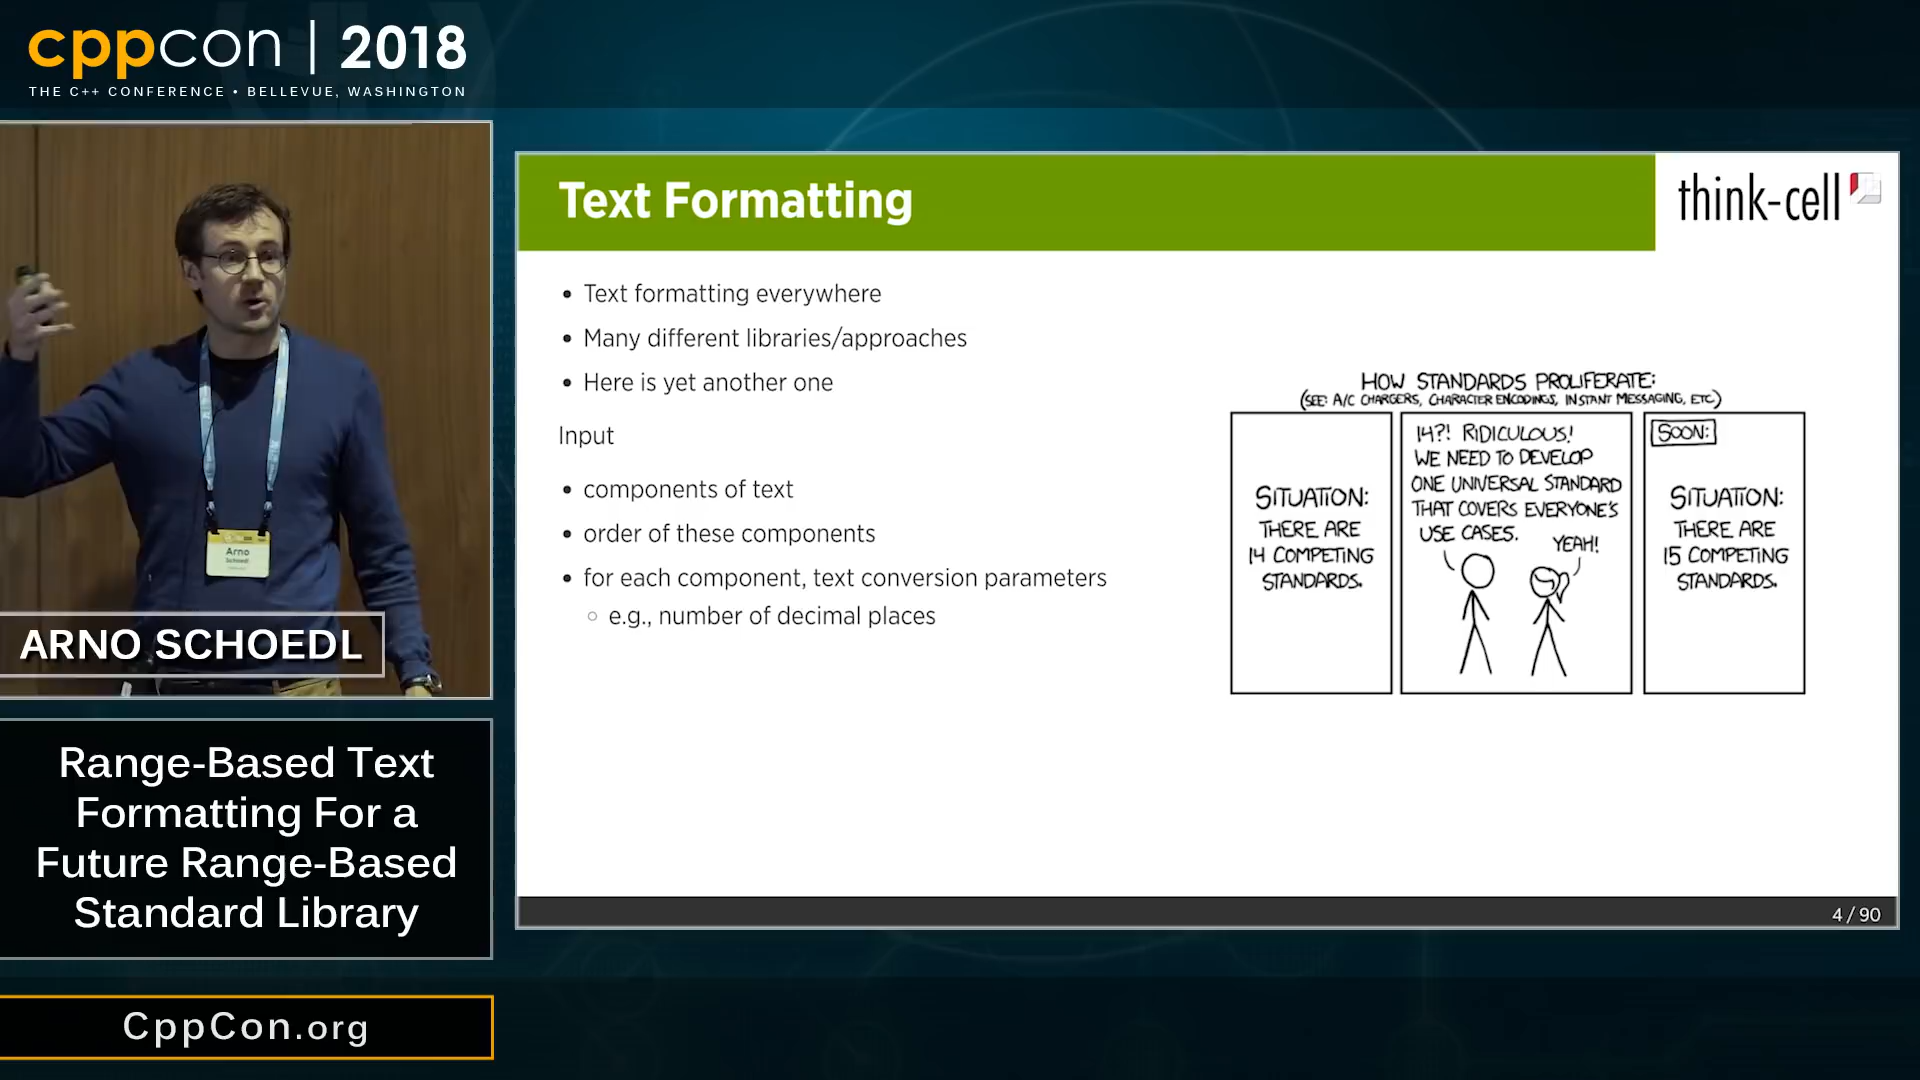 cppcon | 2018
THE C++ CONFERENCE • BELLEVUE, WASHINGTON
Arno
Schoedl
ARNO SCHOEDL
Range-Based Text
Formatting For a
Future Range-Based
Standard Library
CppCon.org
Text Formatting
think-cell
• Text formatting everywhere
• Many different libraries/approaches
• Here is yet another one
Input
• components of text
• order of these components
• for each component, text conversion parameters
○ e.g., number of decimal places
HOW STANDARDS PROLIFERATE:
(SEE: A/C CHARGERS, CHARACTER ENCODINGS, INSTANT MESSAGING, ETC.)
SITUATION:
THERE ARE
14 COMPETING
STANDARDS.
14?! RIDICULOUS!
WE NEED TO DEVELOP
ONE UNIVERSAL STANDARD
THAT COVERS EVERYONE'S
USE CASES.
YEAH!
SOON:
SITUATION:
THERE ARE
15 COMPETING
STANDARDS.
4 / 90